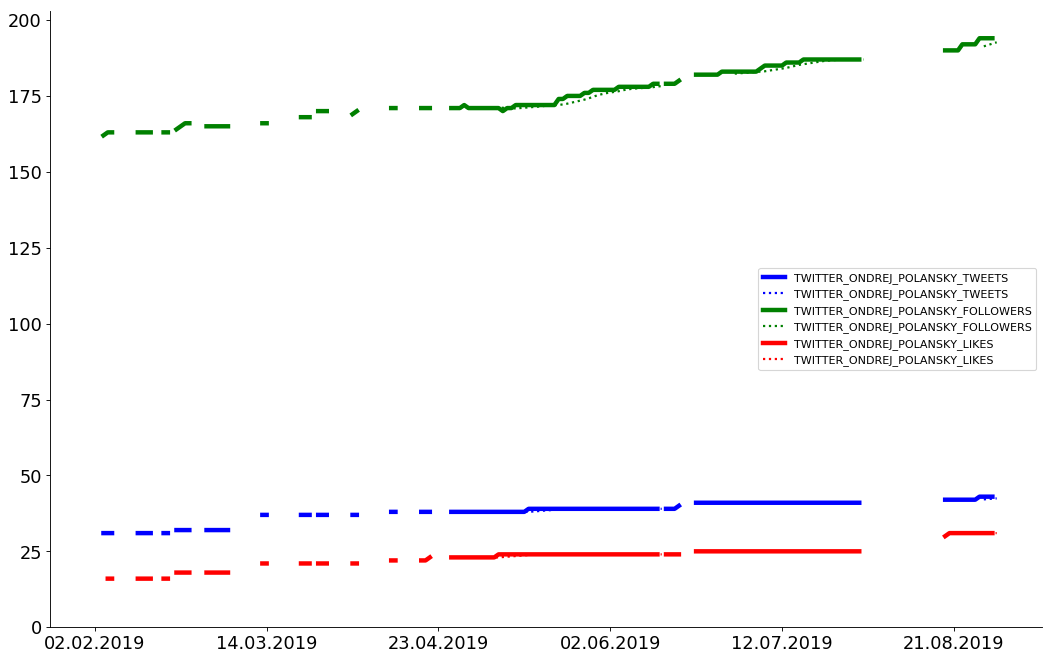 200
175
150
125
100
75
50
25
0
TWITTER_ONDREJ_POLANSKY_TWEETS
TWITTER_ONDREJ_POLANSKY_TWEETS
TWITTER_ONDREJ_POLANSKY_FOLLOWERS
TWITTER_ONDREJ_POLANSKY_FOLLOWERS
TWITTER_ONDREJ_POLANSKY_LIKES
TWITTER_ONDREJ_POLANSKY_LIKES
02.02.2019 14.03.2019 23.04.2019 02.06.2019 12.07.2019 21.08.2019